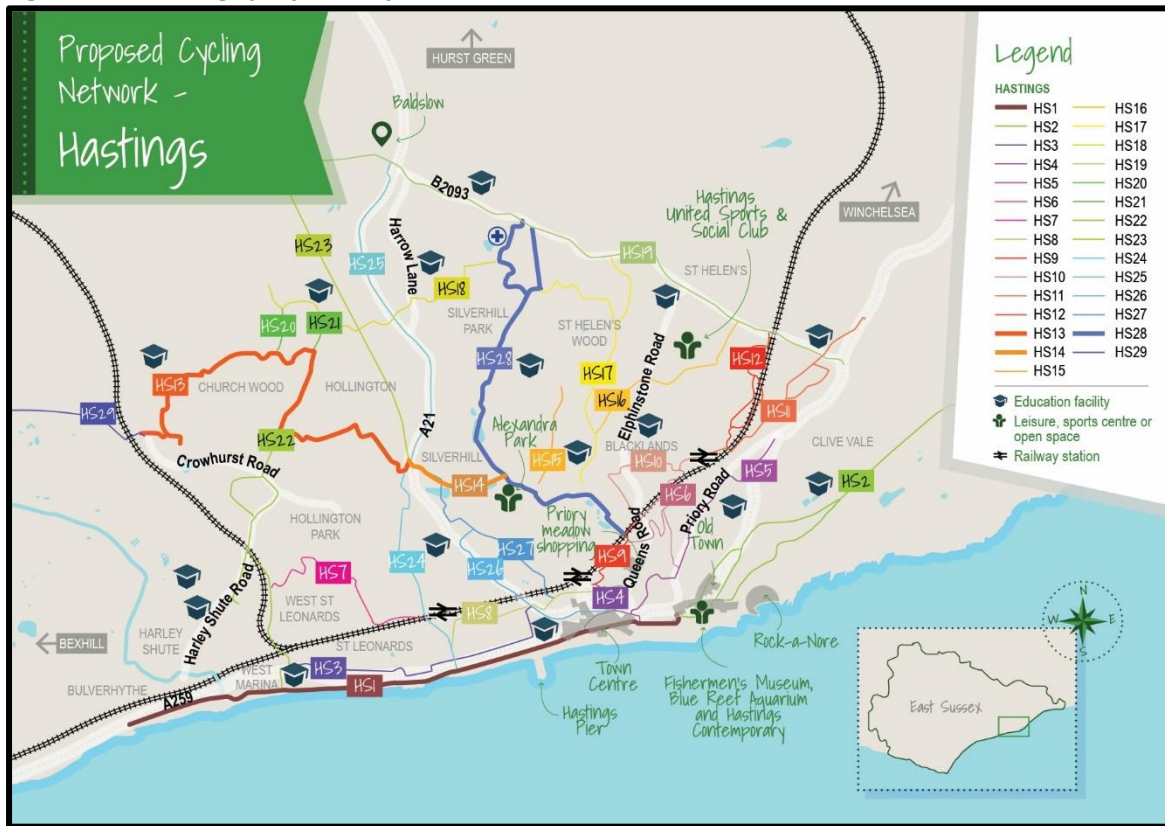 Proposed Cycling
Network -
Hastings
HURST GREEN
Baldslow
B2093
Hastings
United Sports &
Social Club
WINCHELSEA
HS23
HS25
Harrow Lane
HS19
ST HELEN'S
HS18
SILVERHILL
PARK
ST HELEN'S
WOOD
Elphinstone Road
HS20
HS21
HS28
HS12
HS13
CHURCH WOOD
HOLLINGTON
HS17
HS16
HS11
HS29
A21
Alexandra
Park
BLACKLANDS
CLIVE VALE
HS22
Crowhurst Road
SILVERHILL
HS15
HS10
HS5
HS14
HS6
Priory Road
HS2
HOLLINGTON
PARK
Priory
meadow
shopping
Queens Road
Old
Town
HS27
HS9
HS24
HS26
HS7
HS4
WEST ST
LEONARDS
HS8
Harley Shute Road
HARLEY
SHUTE
BEXHILL
ST LEONARDS
HS3
WEST
MARINA
HS1
BULVERHYTHE
A259
Rock-a-Nore
Town
Centre
Hastings
Pier
Fishermen's Museum,
Blue Reef Aquarium
and Hastings
Contemporary
Legend
HASTINGS
HS1
HS2
HS3
HS4
HS5
HS6
HS7
HS8
HS9
HS10
HS11
HS12
HS13
HS14
HS15
HS16
HS17
HS18
HS19
HS20
HS21
HS22
HS23
HS24
HS25
HS26
HS27
HS28
HS29
Education facility
Leisure, sports centre or
open space
Railway station
N
W
E
S
East Sussex